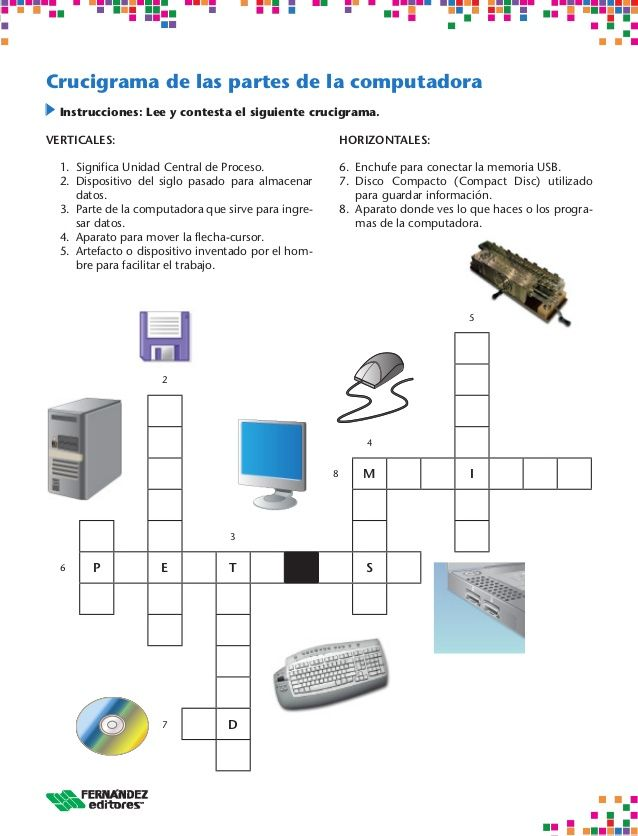 Crucigrama de las partes de la computadora
Instrucciones: Lee y contesta el siguiente crucigrama.
VERTICALES:
1. Significa Unidad Central de Proceso.
2. Dispositivo del siglo pasado para almacenar
datos.
3. Parte de la computadora que sirve para ingre-
sar datos.
4. Aparato para mover la flecha-cursor.
5. Artefacto o dispositivo inventado por el hom-
bre para facilitar el trabajo.
HORIZONTALES:
6. Enchufe para conectar la memoria USB.
7. Disco Compacto (Compact Disc) utilizado
para guardar información.
8. Aparato donde ves lo que haces o los progra-
mas de la computadora.
5
2
4
8 M I
3
6 P E T S
7 D
FERNÁNDEZ
editores